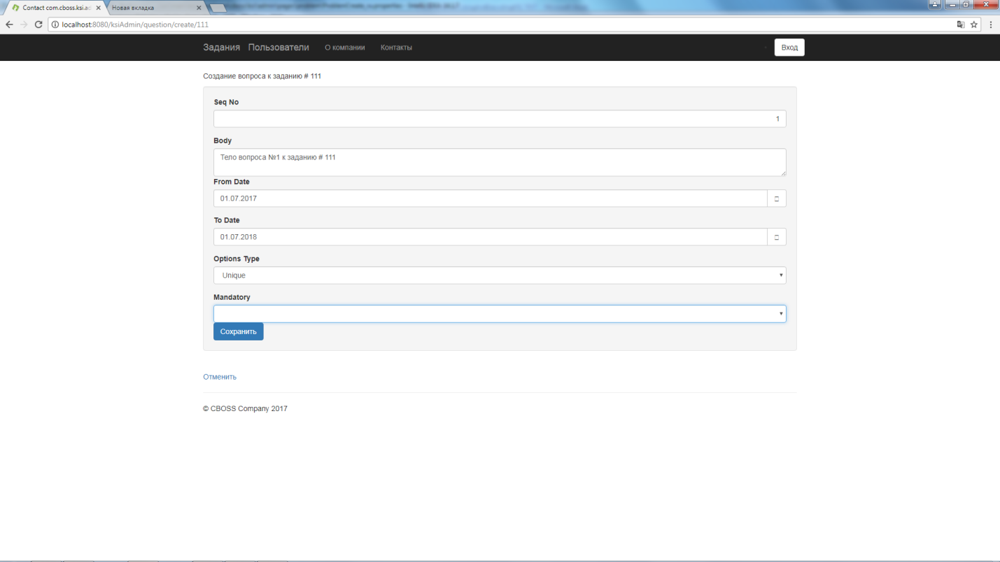 Contact com.cboss.ksi.ac
Новая вкладка
localhost:8080/ksiAdmin/question/create/111
Задания Пользователи О компании Контакты Вход
Создание вопроса к заданию # 111
Seq No
1
Body
Тело вопроса №1 к заданию # 111
From Date
01.07.2017
To Date
01.07.2018
Options Type
Unique
Mandatory
Сохранить
Отменить
© CBOSS Company 2017